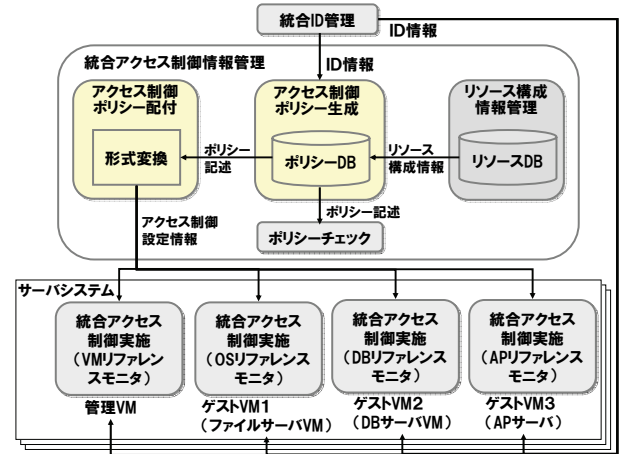 統合ID管理
ID情報
ID情報
統合アクセス制御情報管理
アクセス制御
ポリシー配付
アクセス制御
ポリシー生成
リソース構成
情報管理
形式変換
ポリシー
記述
ポリシーDB
リソース
構成情報
リソースDB
ポリシー記述
アクセス制御
設定情報
ポリシーチェック
サーバシステム
統合アクセス
制御実施
(VMリファレン
スモニタ)
統合アクセス
制御実施
(OSリファレンス
モニタ)
統合アクセス
制御実施
(DBリファレンス
モニタ)
統合アクセス
制御実施
(APリファレンス
モニタ)
管理VM
ゲストVM1
(ファイルサーバVM)
ゲストVM2
(DBサーバVM)
ゲストVM3
(APサーバ)